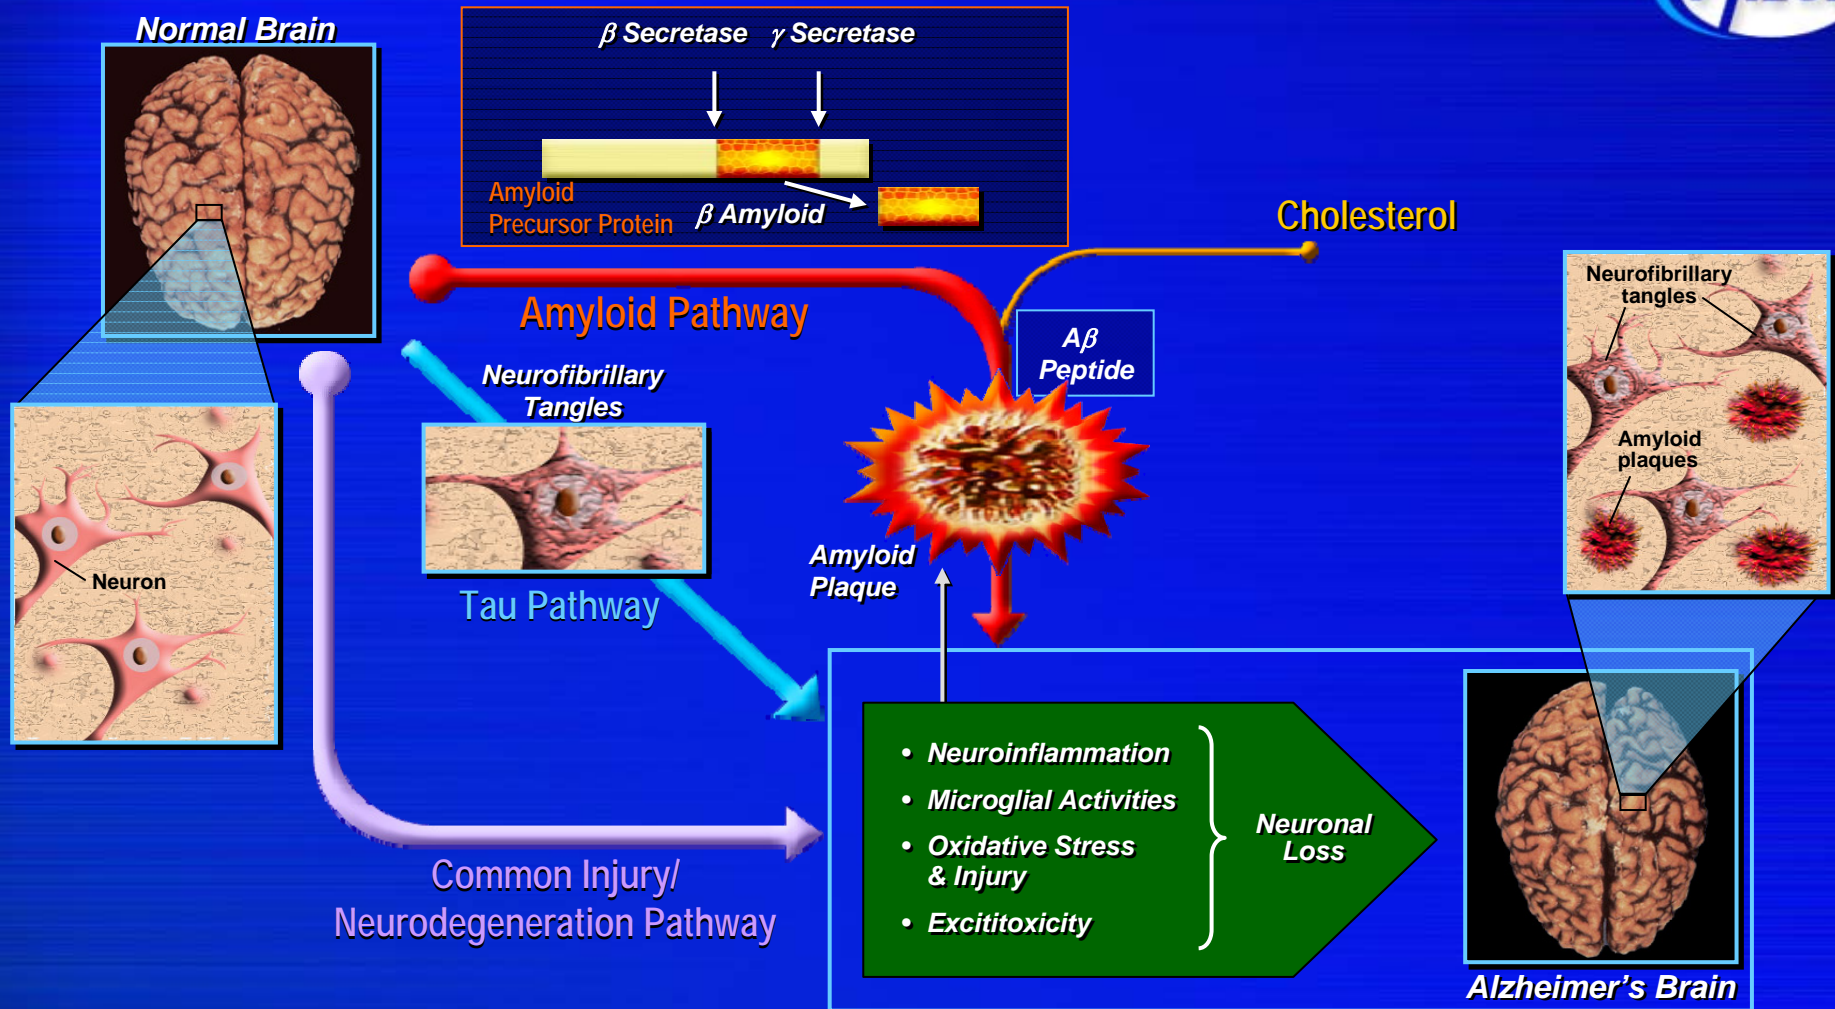 Normal Brain
β Secretase γ Secretase
Amyloid
Precursor Protein
β Amyloid
Cholesterol
Amyloid Pathway
Aβ
Peptide
Neurofibrillary
tangles
Amyloid
plaques
Neurofibrillary
Tangles
Neuron
Tau Pathway
Amyloid
Plaque
• Neuroinflammation
• Microglial Activities
• Oxidative Stress
& Injury
• Excititoxicity
Neuronal
Loss
Common Injury/
Neurodegeneration Pathway
Alzheimer's Brain